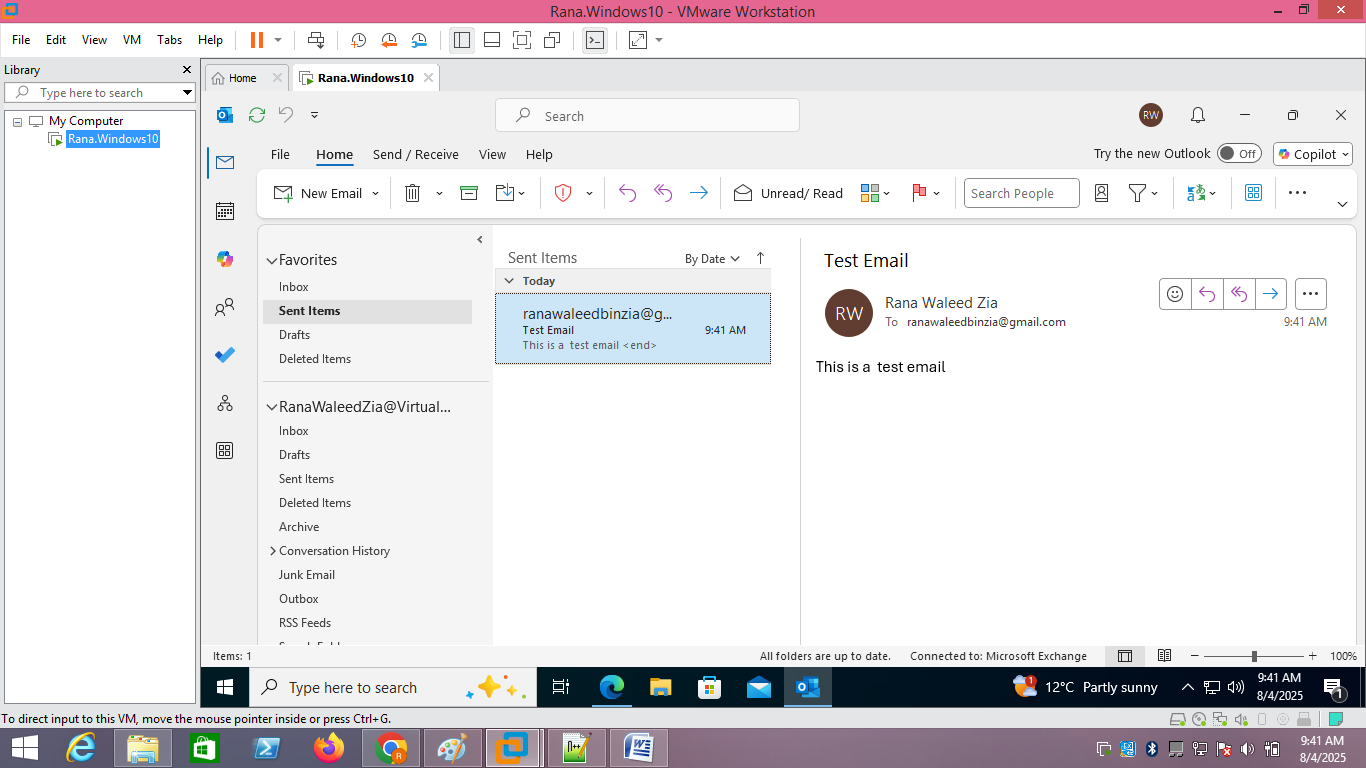 Rana.Windows10 - VMware Workstation
File Edit View VM Tabs Help
Library
Type here to search
My Computer
Rana.Windows10
Home
Rana.Windows10
Search
RW
File Home Send / Receive View Help
Try the new Outlook Off Copilot
New Email
Unread/ Read
Search People
Favorites
Inbox
Sent Items
Drafts
Deleted Items
RanaWaleedZia@Virtual...
Inbox
Drafts
Sent Items
Deleted Items
Archive
Conversation History
Junk Email
Outbox
RSS Feeds
Sent Items By Date
Today
ranawaleedbinzia@g...
Test Email 9:41 AM
This is a  test email <end>
Test Email
RW
Rana Waleed Zia
To ranawaleedbinzia@gmail.com
9:41 AM
This is a  test email
Items: 1
All folders are up to date. Connected to: Microsoft Exchange
100%
Type here to search
1
12°C Partly sunny
9:41 AM
8/4/2025
1
To direct input to this VM, move the mouse pointer inside or press Ctrl+G.
9:41 AM
8/4/2025